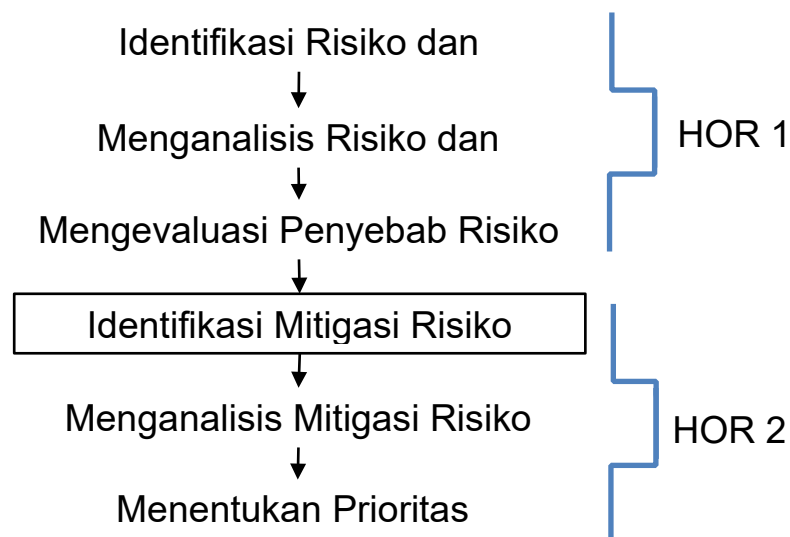 Identifikasi Risiko dan
Menganalisis Risiko dan
HOR 1
Mengevaluasi Penyebab Risiko
Identifikasi Mitigasi Risiko
Menganalisis Mitigasi Risiko
HOR 2
Menentukan Prioritas